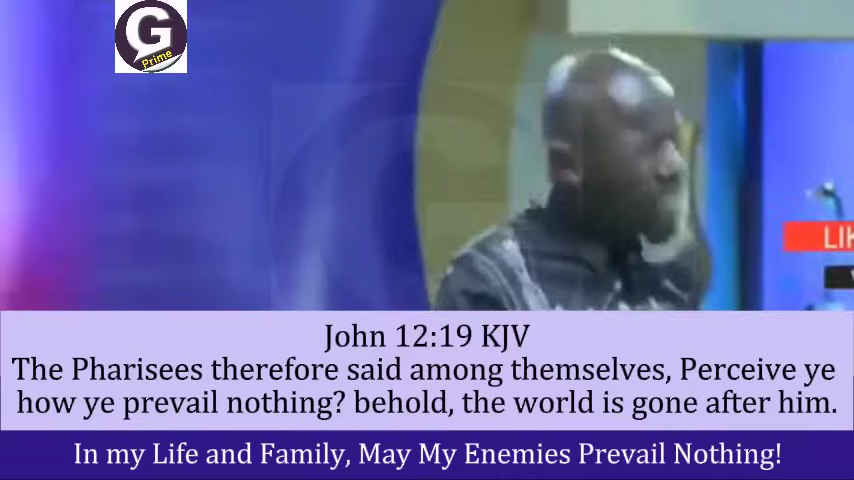 G
Prime
LIK
John 12:19 KJV
The Pharisees therefore said among themselves, Perceive ye
how ye prevail nothing? behold, the world is gone after him.
In my Life and Family, May My Enemies Prevail Nothing!